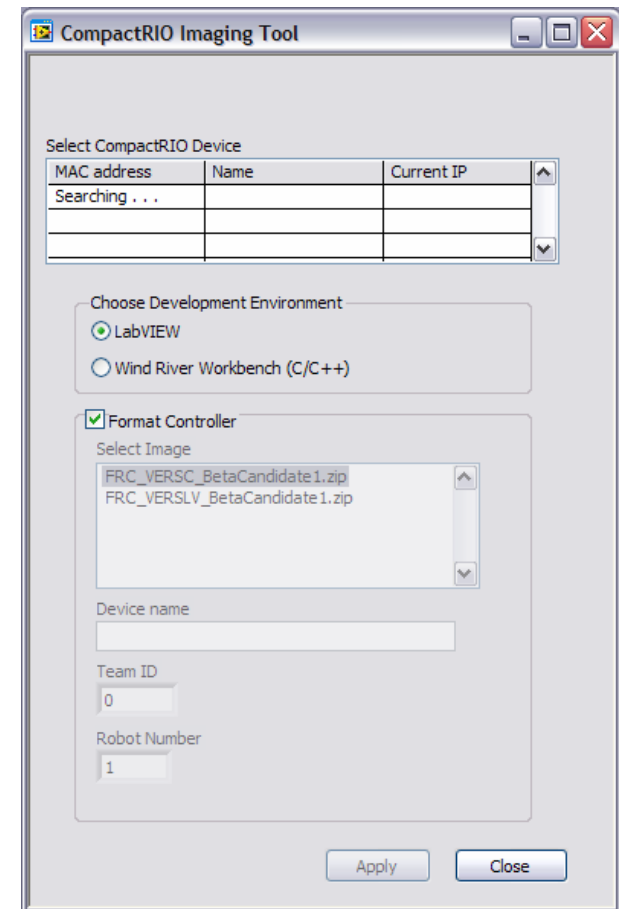 CompactRIO Imaging Tool
Select CompactRIO Device
MAC address Name Current IP
Searching . . .
Choose Development Environment
LabVIEW
Wind River Workbench (C/C++)
Format Controller
Select Image
FRC_VERSC_BetaCandidate1.zip
FRC_VERSLV_BetaCandidate1.zip
Device name
Team ID
0
Robot Number
1
Apply Close